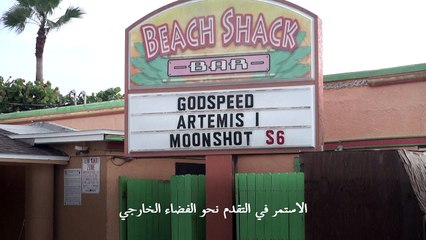 BEACH SHACK
BAR
GODSPEED
ARTEMIS I
MOONSHOT S6
الاستمر في التقدم نحو الفضاء الخارجي